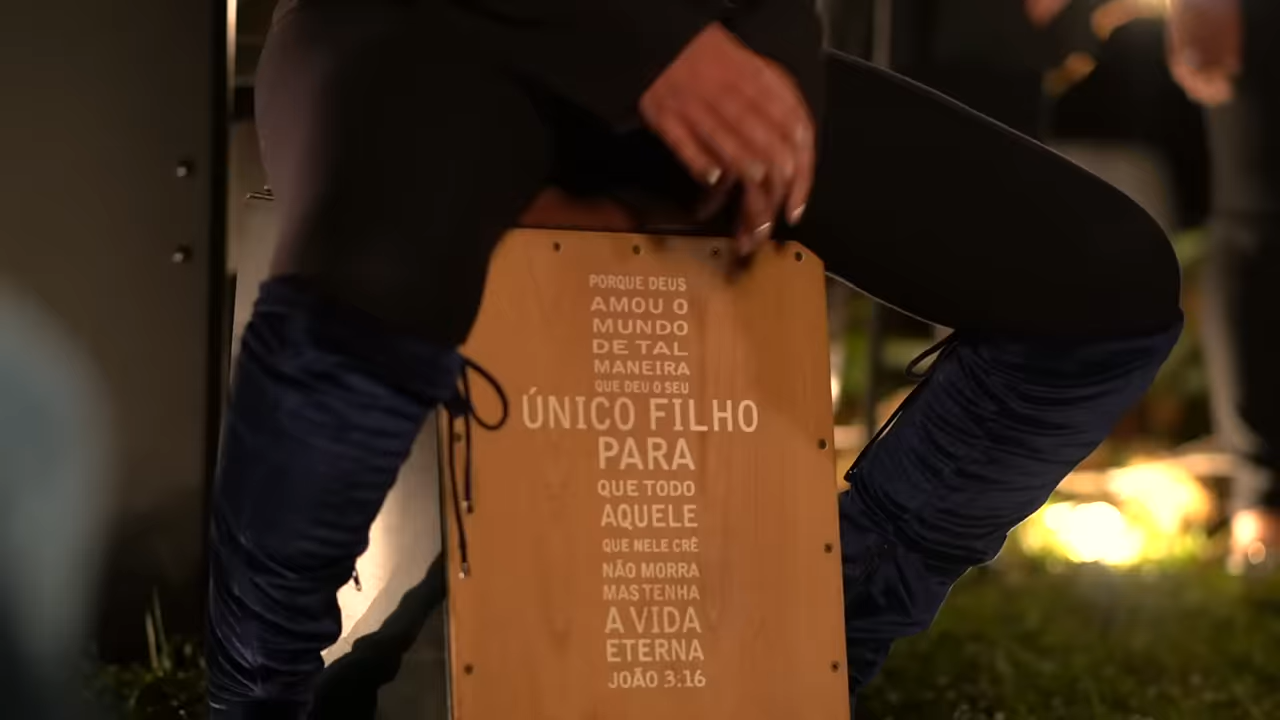 PORQUE DEUS
AMOU O
MUNDO
DE TAL
MANEIRA
QUE DEU O SEU
ÚNICO FILHO
PARA
QUE TODO
AQUELE
QUE NELE CRÊ
NÃO MORRA
MAS TENHA
A VIDA
ETERNA
JOÃO 3:16